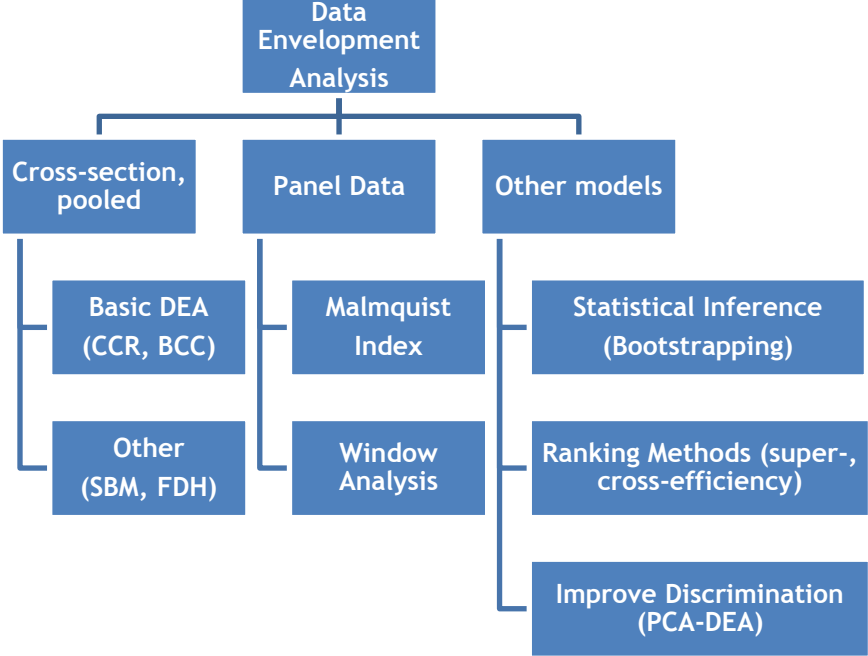 Data
Envelopment
Analysis
Cross-section,
pooled
Panel Data
Other models
Basic DEA
(CCR, BCC)
Malmquist
Index
Statistical Inference
(Bootstrapping)
Other
(SBM, FDH)
Window
Analysis
Ranking Methods (super-,
cross-efficiency)
Improve Discrimination
(PCA-DEA)